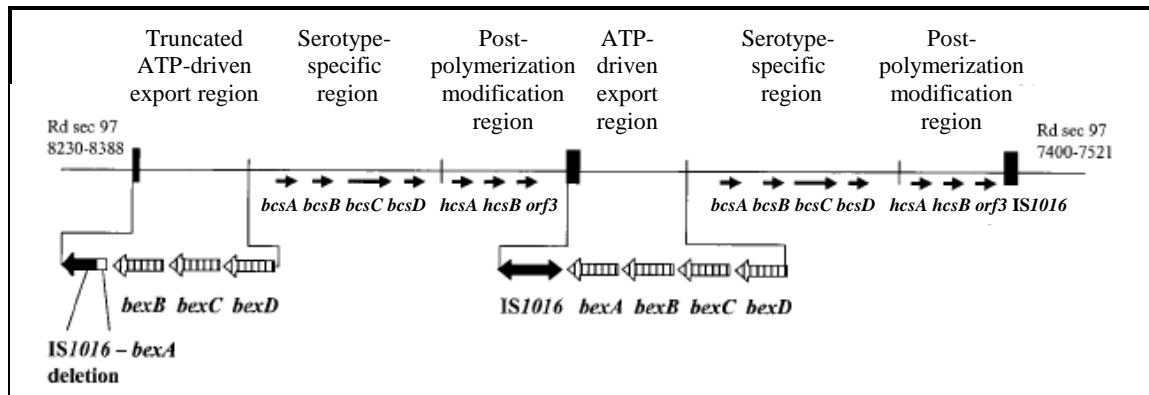 Truncated
ATP-driven
export region
Serotype-
specific
region
Post-
polymerization
modification
region
ATP-
driven
export
region
Serotype-
specific
region
Post-
polymerization
modification
region
Rd sec 97
8230-8388
Rd sec 97
7400-7521
bcsA bcsB bcsC bcsD hcsA hcsB orf3 bcsA bcsB bcsC bcsD hcsA hcsB orf3 IS1016
bexB bexC bexD
IS1016 bexA bexB bexC bexD
IS1016 – bexA
deletion